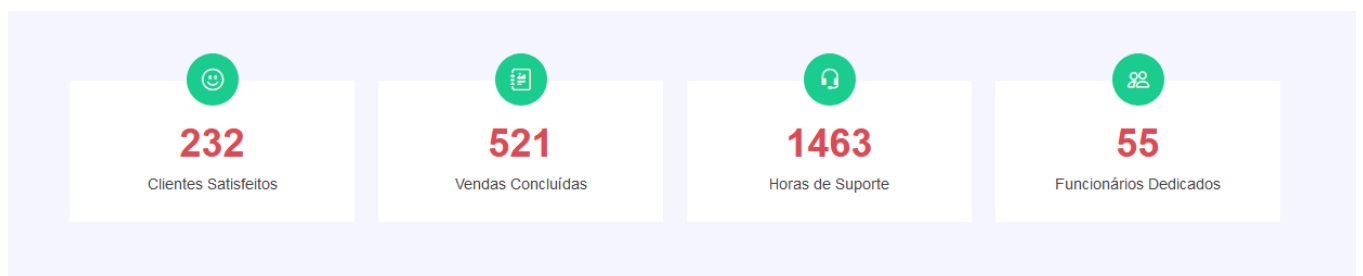 232
Clientes Satisfeitos
521
Vendas Concluídas
1463
Horas de Suporte
55
Funcionários Dedicados